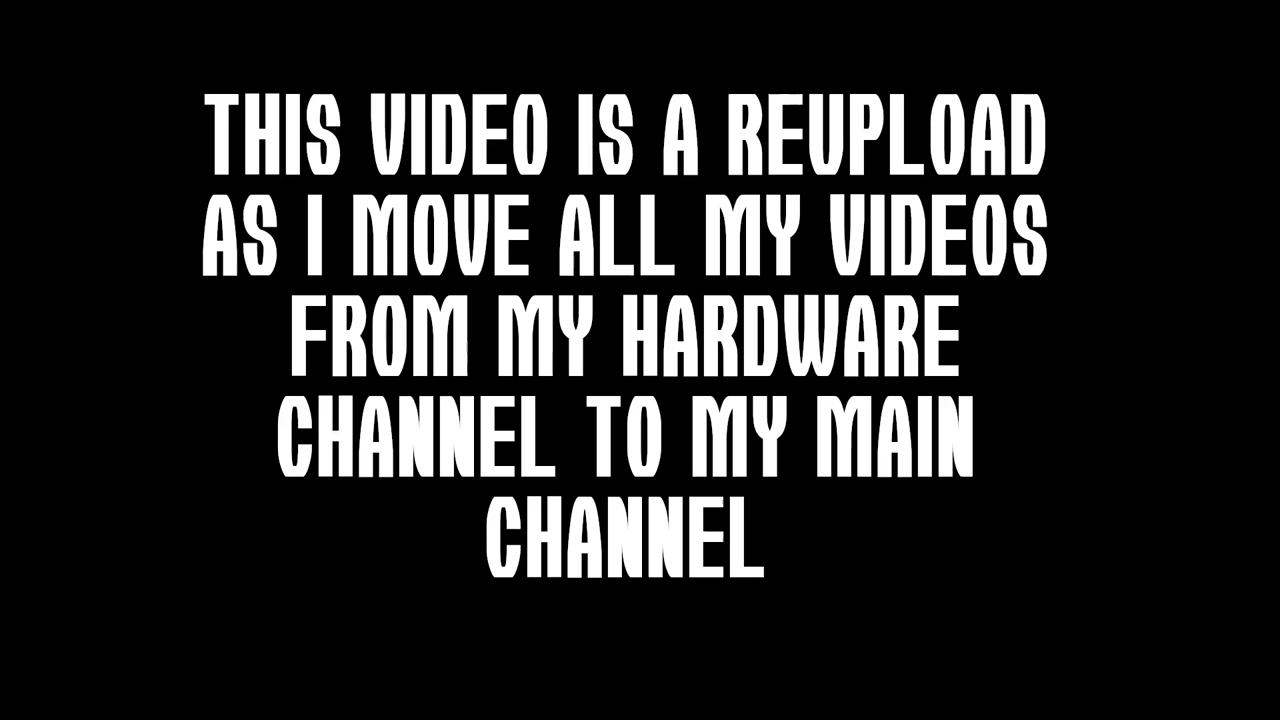 THIS VIDEO IS A REUPLOAD
AS I MOVE ALL MY VIDEOS
FROM MY HARDWARE
CHANNEL TO MY MAIN
CHANNEL